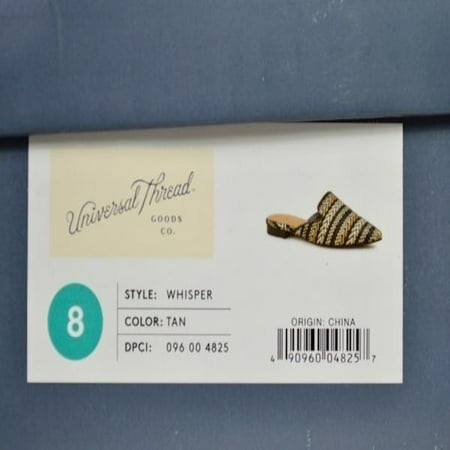 Universal Thread
GOODS
CO.
8
STYLE: WHISPER
COLOR: TAN
DPCI: 096 00 4825
ORIGIN: CHINA
4 90960 04825 7